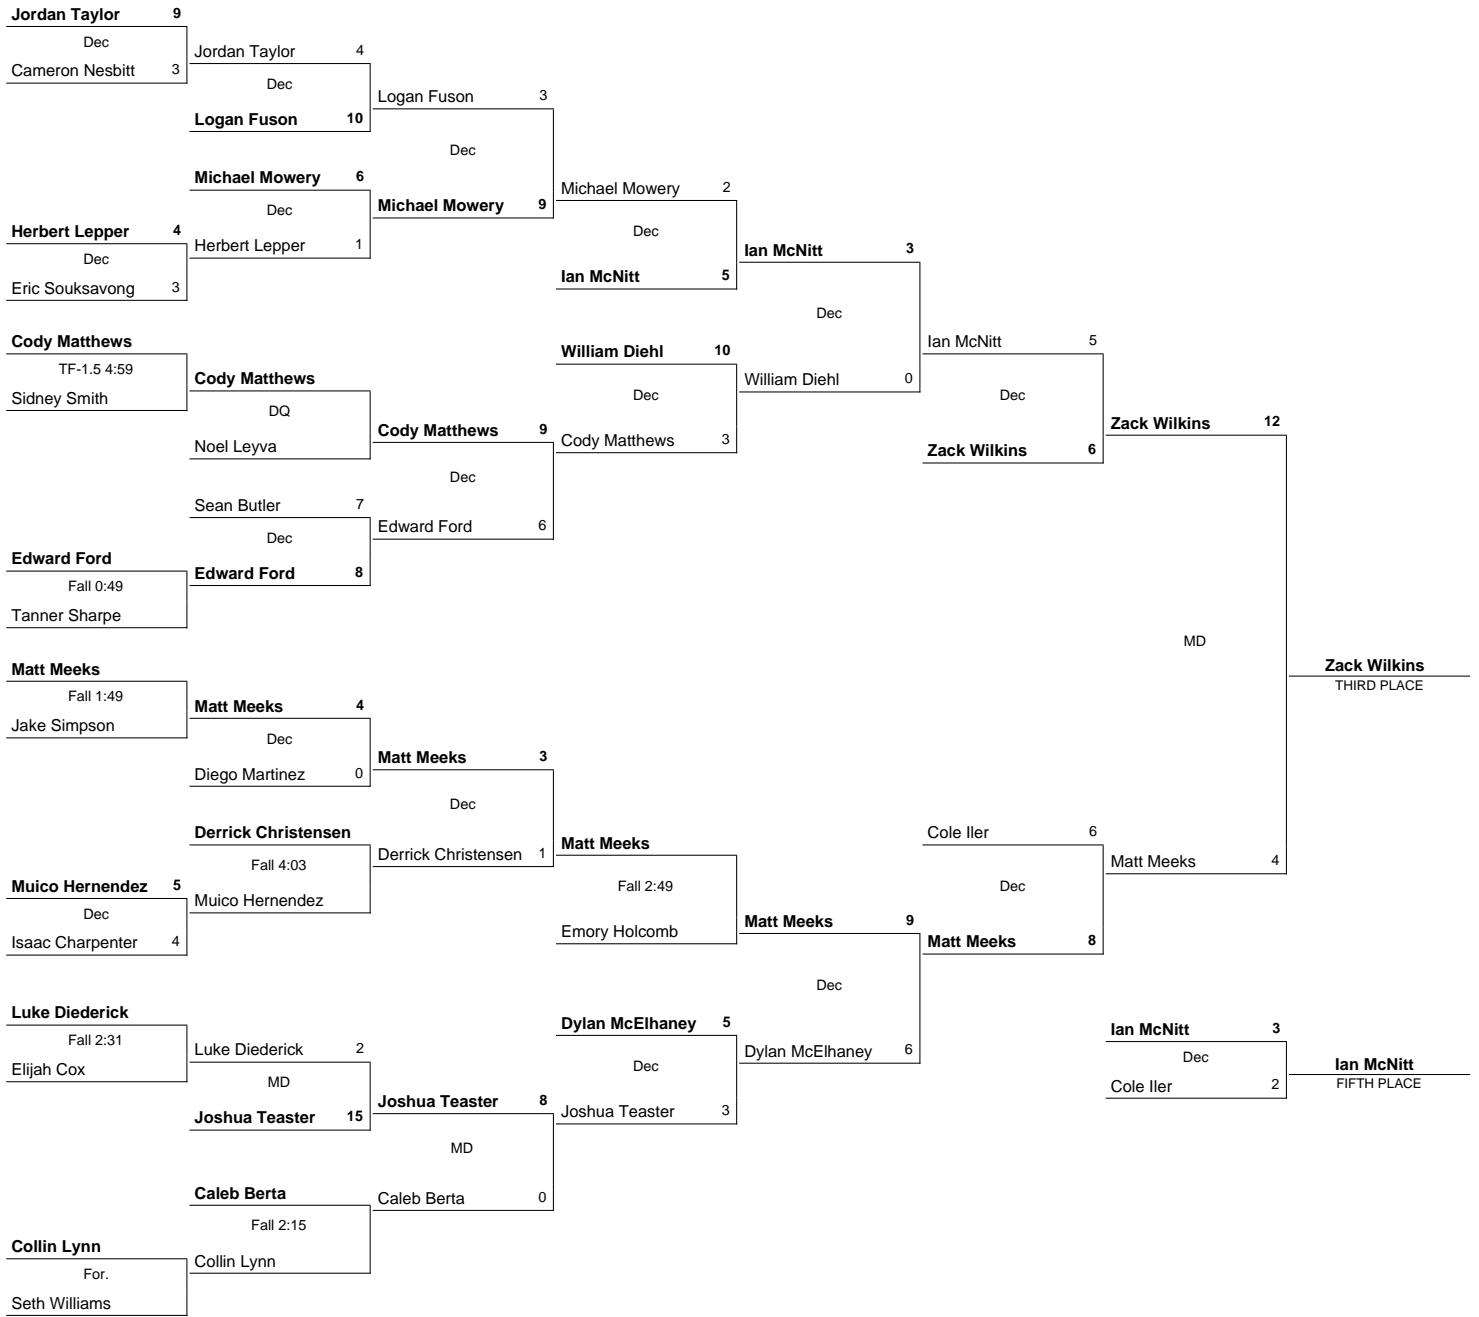 Jordan Taylor 9
Dec
Cameron Nesbitt 3
Herbert Lepper 4
Dec
Eric Souksavong 3
Cody Matthews
TF-1.5 4:59
Sidney Smith
Edward Ford
Fall 0:49
Tanner Sharpe
Matt Meeks
Fall 1:49
Jake Simpson
Muico Hernendez 5
Dec
Isaac Charpenter 4
Luke Diederick
Fall 2:31
Elijah Cox
Collin Lynn
For.
Seth Williams
Jordan Taylor 4
Dec
Logan Fuson 10
Michael Mowery 6
Dec
Herbert Lepper 1
Cody Matthews
DQ
Noel Leyva
Sean Butler 7
Dec
Edward Ford 8
Matt Meeks 4
Dec
Diego Martinez 0
Derrick Christensen
Fall 4:03
Muico Hernendez
Luke Diederick 2
MD
Joshua Teaster 15
Caleb Berta
Fall 2:15
Collin Lynn
Logan Fuson 3
Dec
Michael Mowery 9
Cody Matthews 9
Dec
Edward Ford 6
Matt Meeks 3
Dec
Derrick Christensen 1
Joshua Teaster 8
MD
Caleb Berta 0
Michael Mowery 2
Dec
Ian McNitt 5
William Diehl 10
Dec
Cody Matthews 3
Matt Meeks
Fall 2:49
Emory Holcomb
Dylan McElhaney 5
Dec
Joshua Teaster 3
Ian McNitt 3
Dec
William Diehl 0
Matt Meeks 9
Dec
Dylan McElhaney 6
Ian McNitt 5
Dec
Zack Wilkins 6
Cole Iler 6
Dec
Matt Meeks 8
Zack Wilkins 12
MD
Matt Meeks 4
Ian McNitt 3
Dec
Cole Iler 2
Zack Wilkins
THIRD PLACE
Ian McNitt
FIFTH PLACE